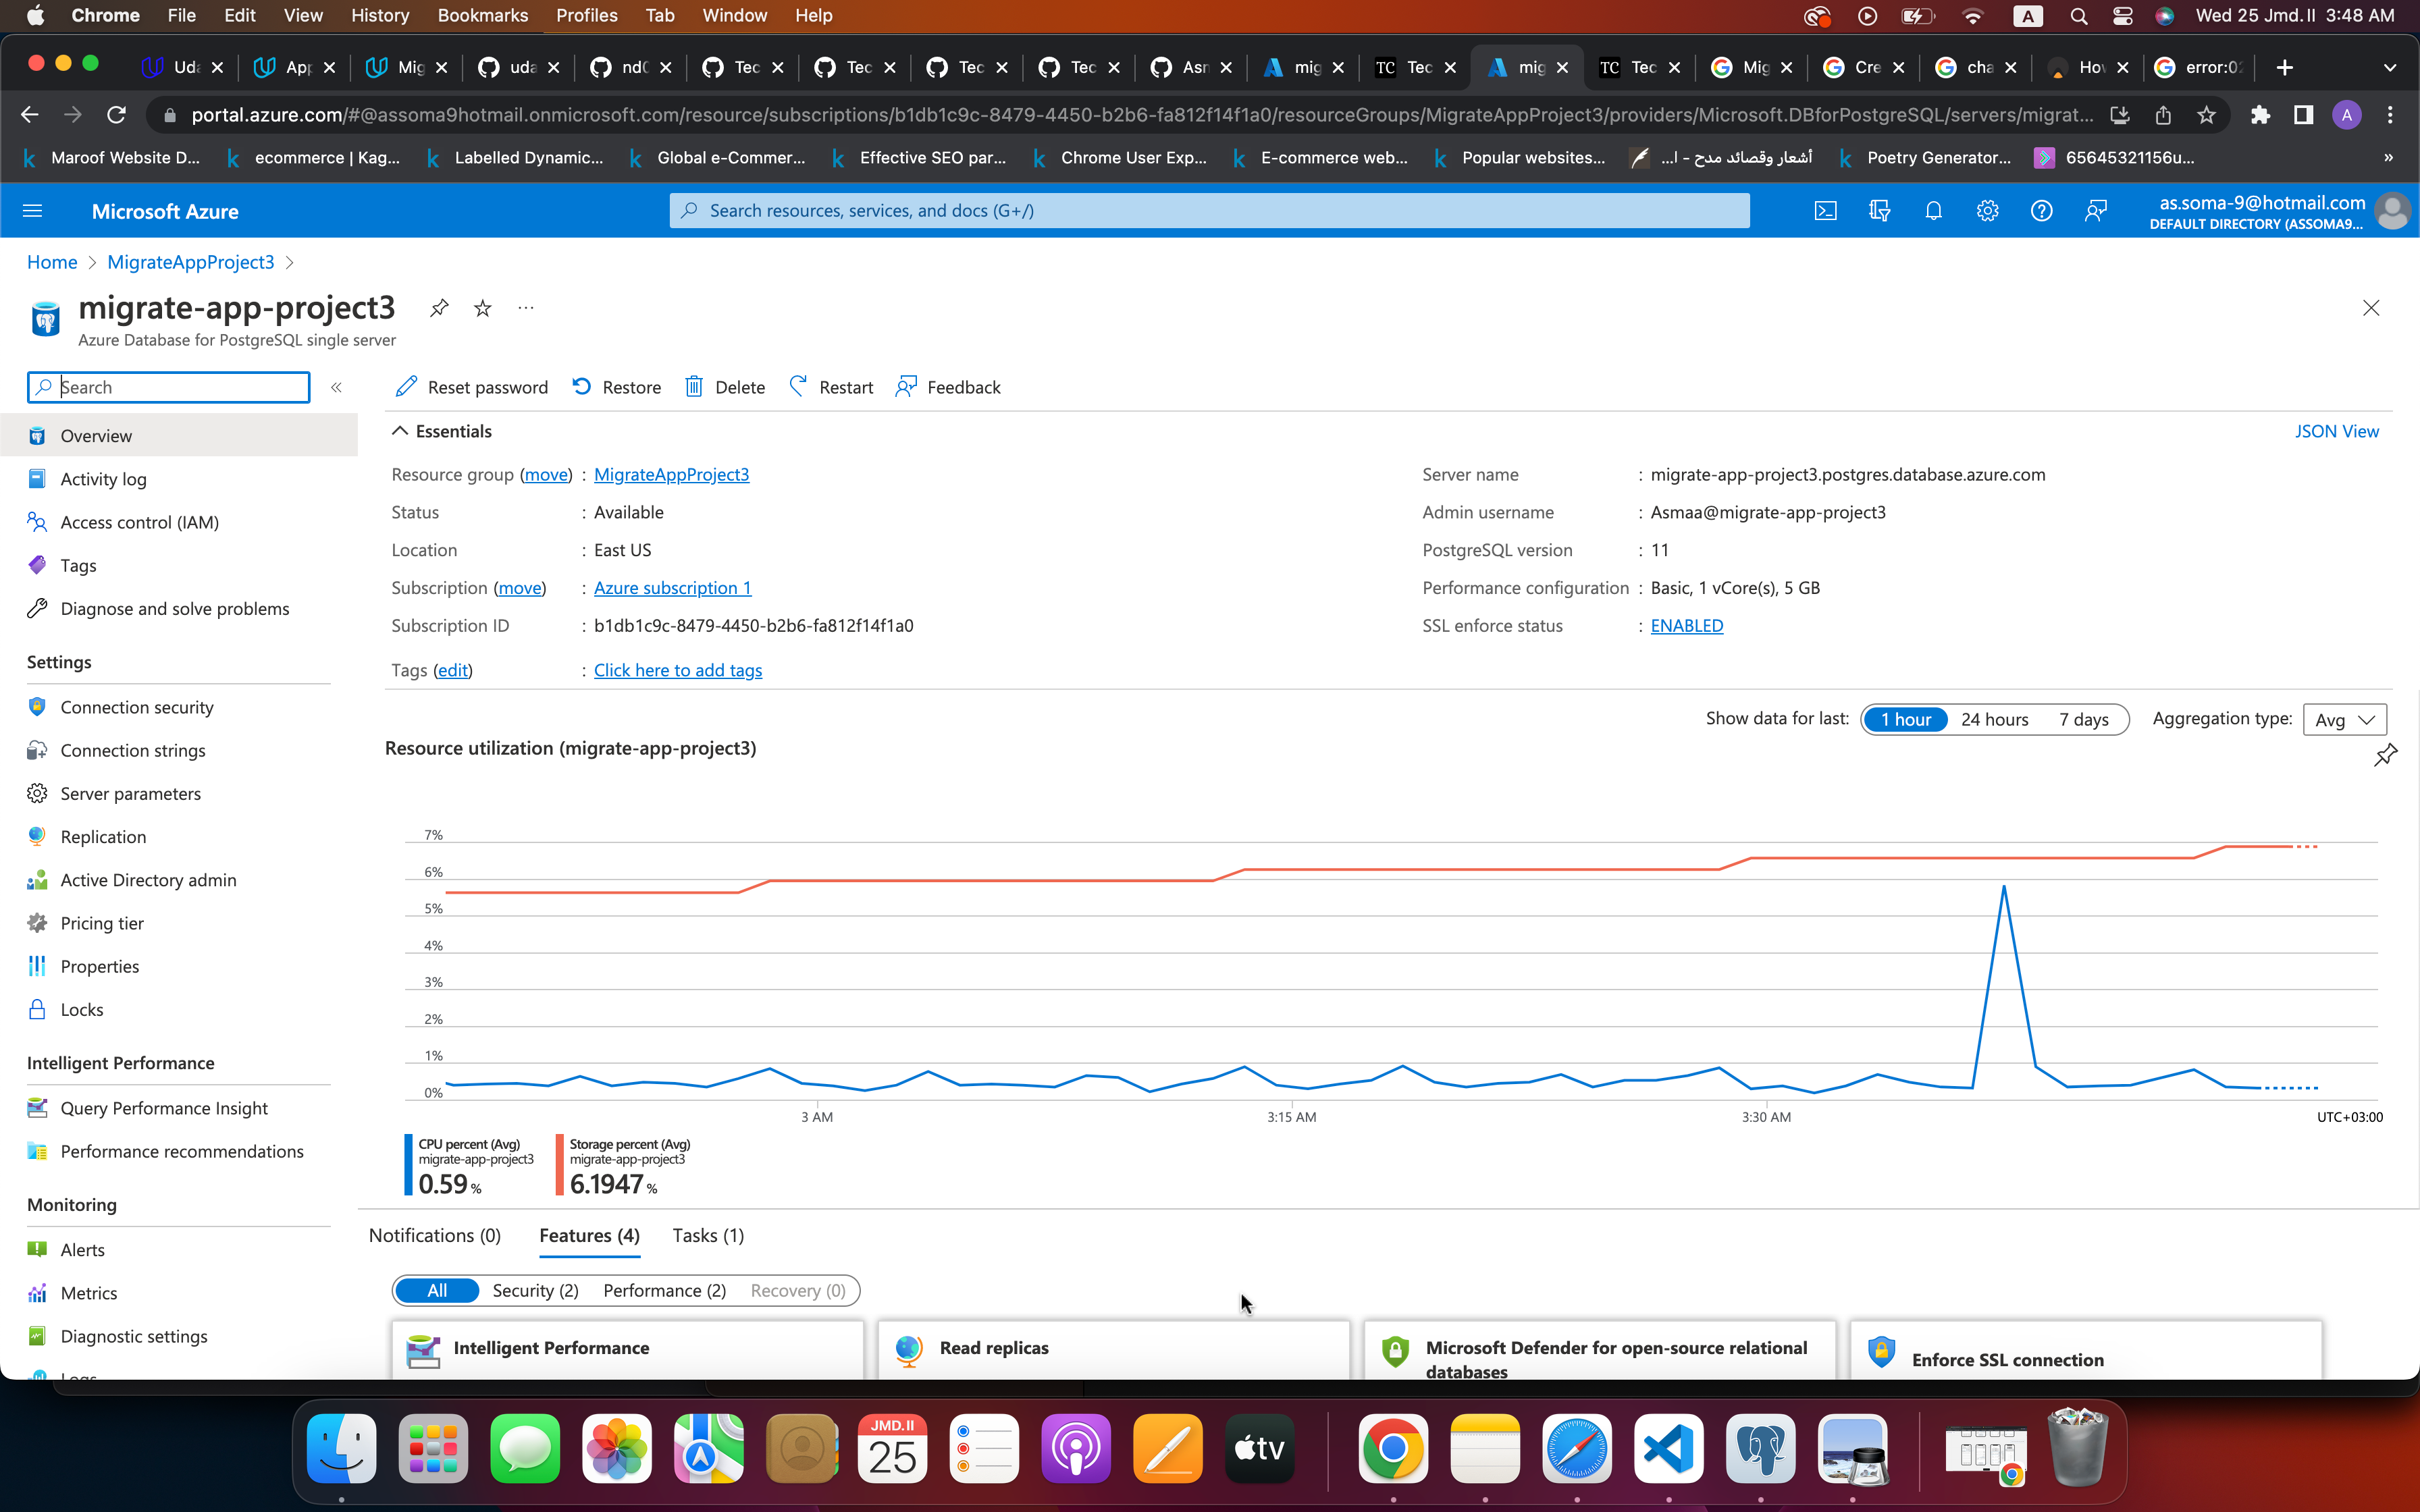 Chrome File Edit View History Bookmarks Profiles Tab Window Help
A Wed 25 Jmd.II 3:48 AM
Uda App Mig uda nd0 Tec Tec Tec Tec Asn mig TC Tec mig TC Tec Mig Cre cha How error:02
portal.azure.com/#@assoma9hotmail.onmicrosoft.com/resource/subscriptions/b1db1c9c-8479-4450-b2b6-fa812f14f1a0/resourceGroups/MigrateAppProject3/providers/Microsoft.DBforPostgreSQL/servers/migrat...
A
Maroof Website D... ecommerce | Kag... Labelled Dynamic... Global e-Commer... Effective SEO par... Chrome User Exp... E-commerce web... Popular websites... أشعار وقصائد مدح - ا... Poetry Generator... 65645321156u... »
Microsoft Azure
Search resources, services, and docs (G+/)
as.soma-9@hotmail.com
DEFAULT DIRECTORY (ASSOMA9...
Home > MigrateAppProject3 >
migrate-app-project3
Azure Database for PostgreSQL single server
Search «
Overview
Activity log
Access control (IAM)
Tags
Diagnose and solve problems
Settings
Connection security
Connection strings
Server parameters
Replication
Active Directory admin
Pricing tier
Properties
Locks
Intelligent Performance
Query Performance Insight
Performance recommendations
Monitoring
Alerts
Metrics
Diagnostic settings
Logs
Reset password Restore Delete Restart Feedback
Essentials
JSON View
Resource group (move) : MigrateAppProject3
Status : Available
Location : East US
Subscription (move) : Azure subscription 1
Subscription ID : b1db1c9c-8479-4450-b2b6-fa812f14f1a0
Tags (edit) : Click here to add tags
Server name : migrate-app-project3.postgres.database.azure.com
Admin username : Asmaa@migrate-app-project3
PostgreSQL version : 11
Performance configuration : Basic, 1 vCore(s), 5 GB
SSL enforce status : ENABLED
Show data for last: 1 hour 24 hours 7 days Aggregation type: Avg
Resource utilization (migrate-app-project3)
7%
6%
5%
4%
3%
2%
1%
0%
3 AM 3:15 AM 3:30 AM UTC+03:00
CPU percent (Avg)
migrate-app-project3
0.59 %
Storage percent (Avg)
migrate-app-project3
6.1947 %
Notifications (0) Features (4) Tasks (1)
All Security (2) Performance (2) Recovery (0)
Intelligent Performance
Read replicas
Microsoft Defender for open-source relational
databases
Enforce SSL connection
JMD.II
25
tv